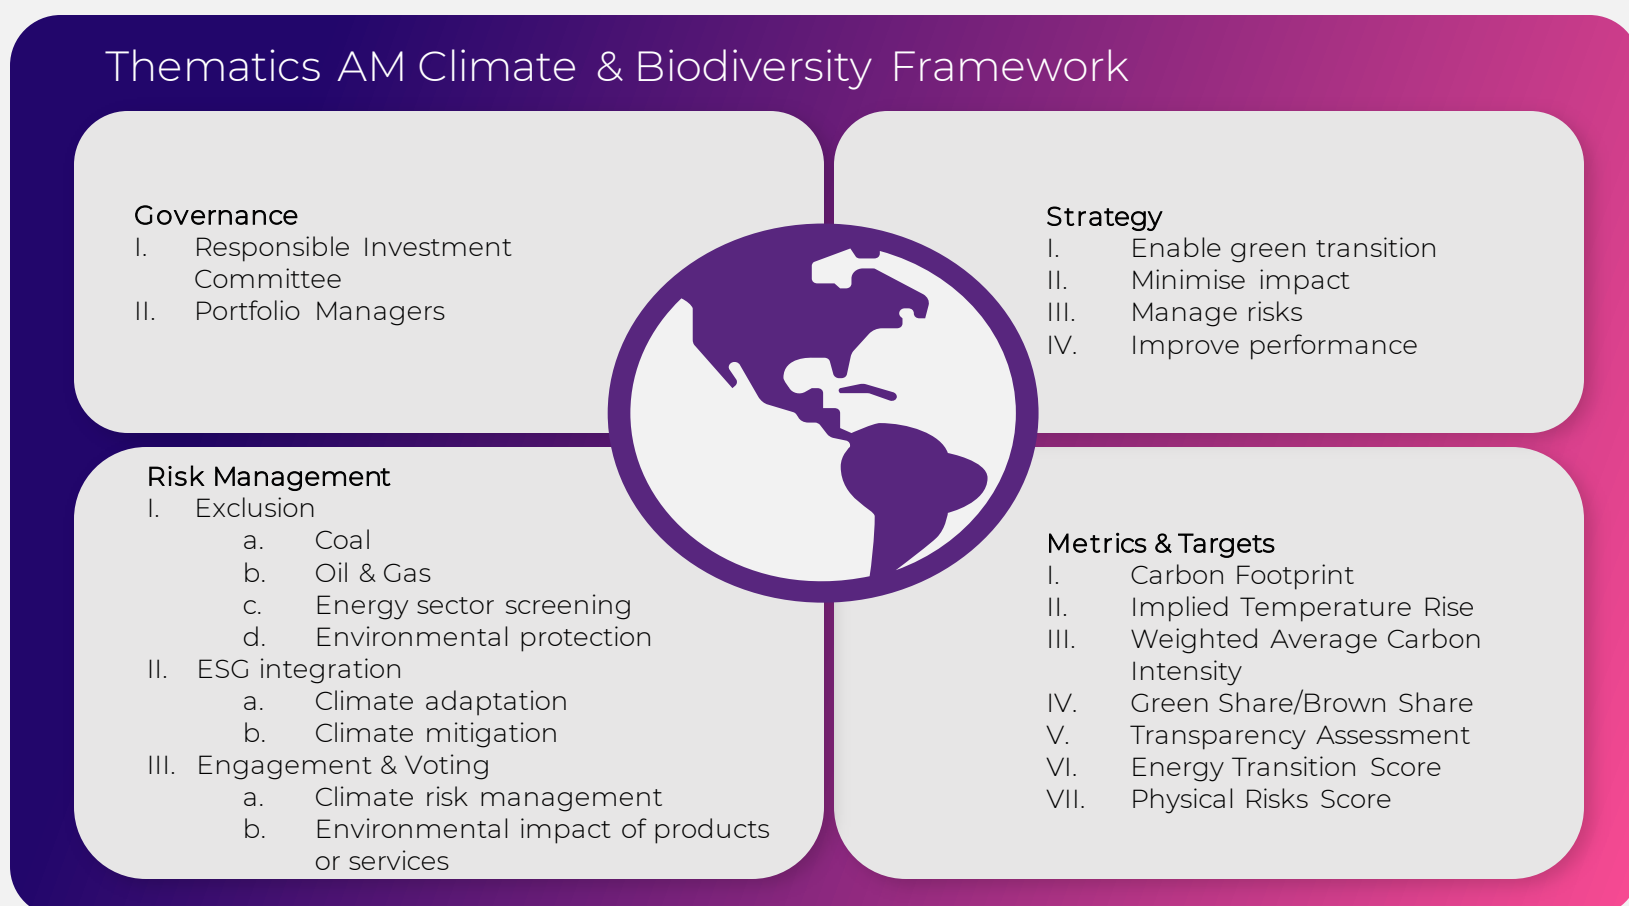 Thematics AM Climate & Biodiversity Framework
Governance
I. Responsible Investment
Committee
II. Portfolio Managers
Strategy
I. Enable green transition
II. Minimise impact
III. Manage risks
IV. Improve performance
Risk Management
I. Exclusion
a. Coal
b. Oil & Gas
c. Energy sector screening
d. Environmental protection
II. ESG integration
a. Climate adaptation
b. Climate mitigation
III. Engagement & Voting
a. Climate risk management
b. Environmental impact of products
or services
Metrics & Targets
I. Carbon Footprint
II. Implied Temperature Rise
III. Weighted Average Carbon
Intensity
IV. Green Share/Brown Share
V. Transparency Assessment
VI. Energy Transition Score
VII. Physical Risks Score